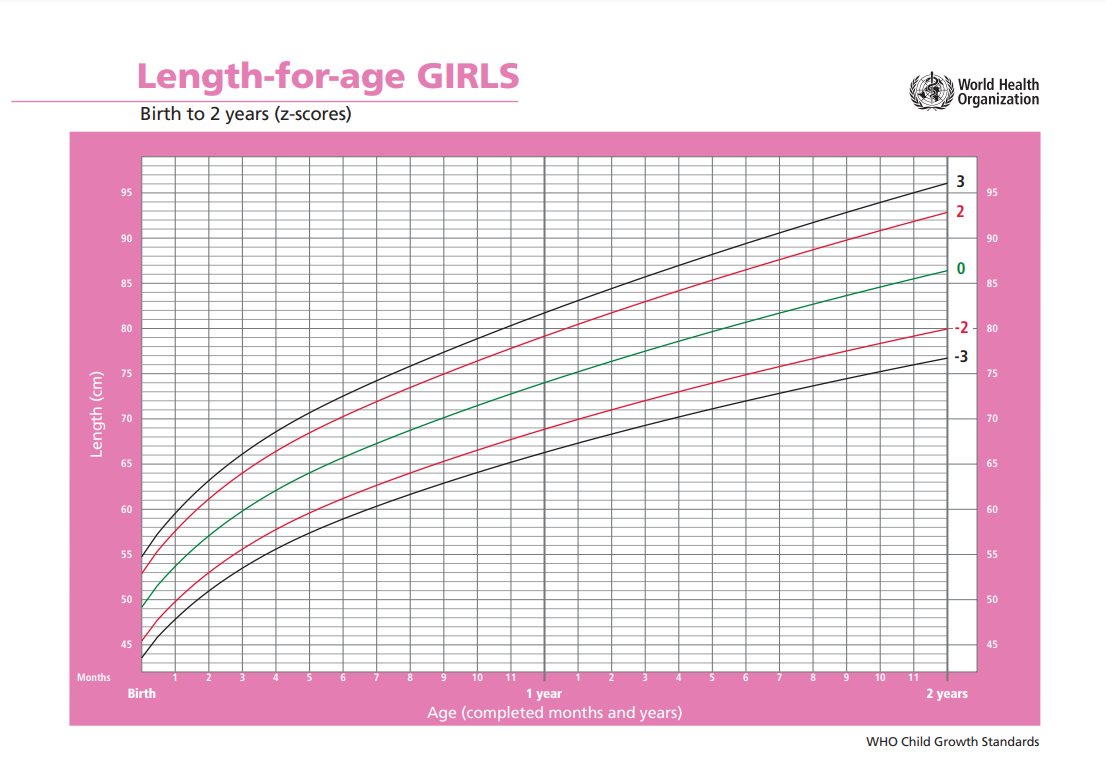 Length-for-age GIRLS
Birth to 2 years (z-scores)
World Health
Organization
3
95 95
2
90 90
0
85 85
80 -2 80
-3
75 75
Length (cm)
70 70
65 65
60 60
55 55
50 50
45 45
Months 1 2 3 4 5 6 7 8 9 10 11 1 2 3 4 5 6 7 8 9 10 11
Birth 1 year 2 years
Age (completed months and years)
WHO Child Growth Standards